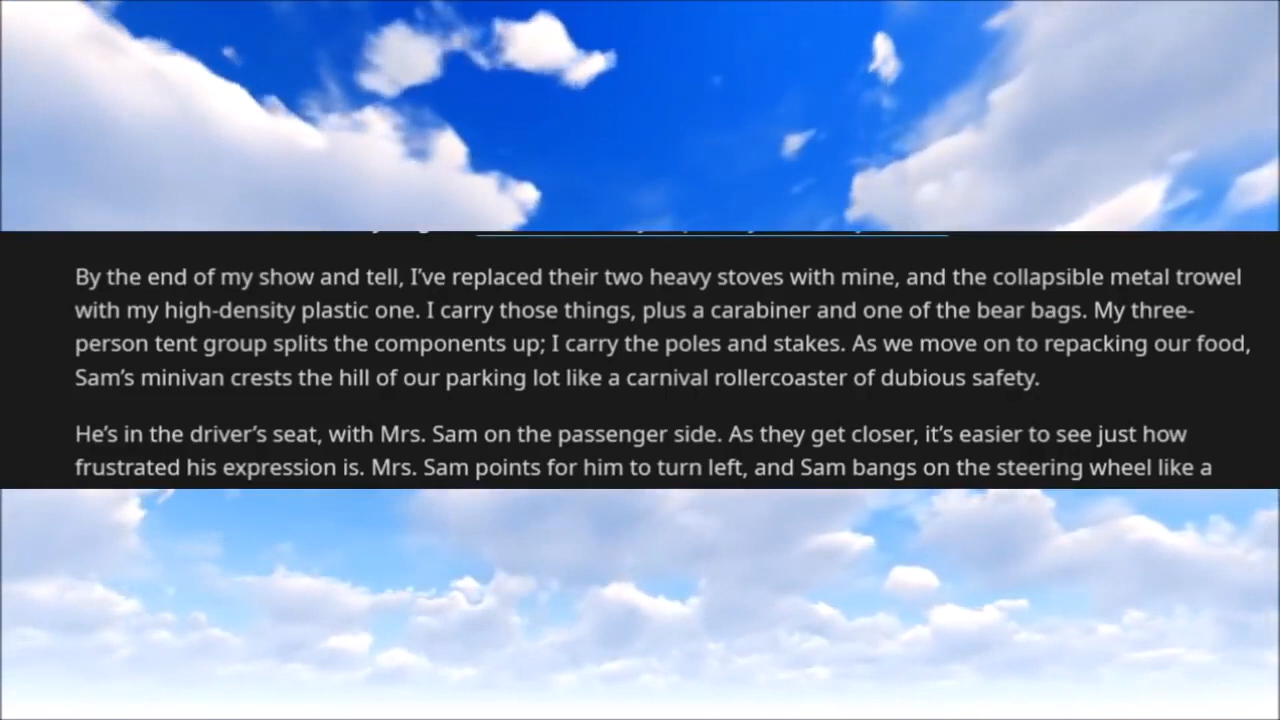 By the end of my show and tell, I’ve replaced their two heavy stoves with mine, and the collapsible metal trowel
with my high-density plastic one. I carry those things, plus a carabiner and one of the bear bags. My three-
person tent group splits the components up; I carry the poles and stakes. As we move on to repacking our food,
Sam’s minivan crests the hill of our parking lot like a carnival rollercoaster of dubious safety.
He’s in the driver’s seat, with Mrs. Sam on the passenger side. As they get closer, it’s easier to see just how
frustrated his expression is. Mrs. Sam points for him to turn left, and Sam bangs on the steering wheel like a